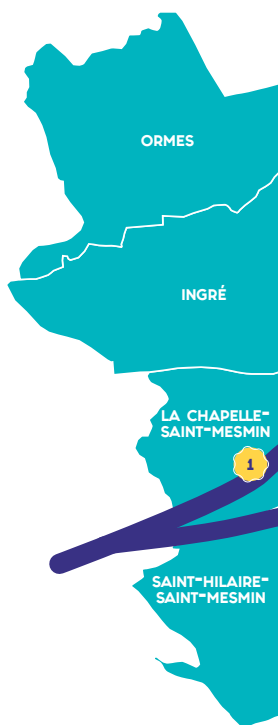 ORMES
INGRÉ
LA CHAPELLE-
SAINT-MESMIN
1
SAINT-HILAIRE-
SAINT-MESMIN